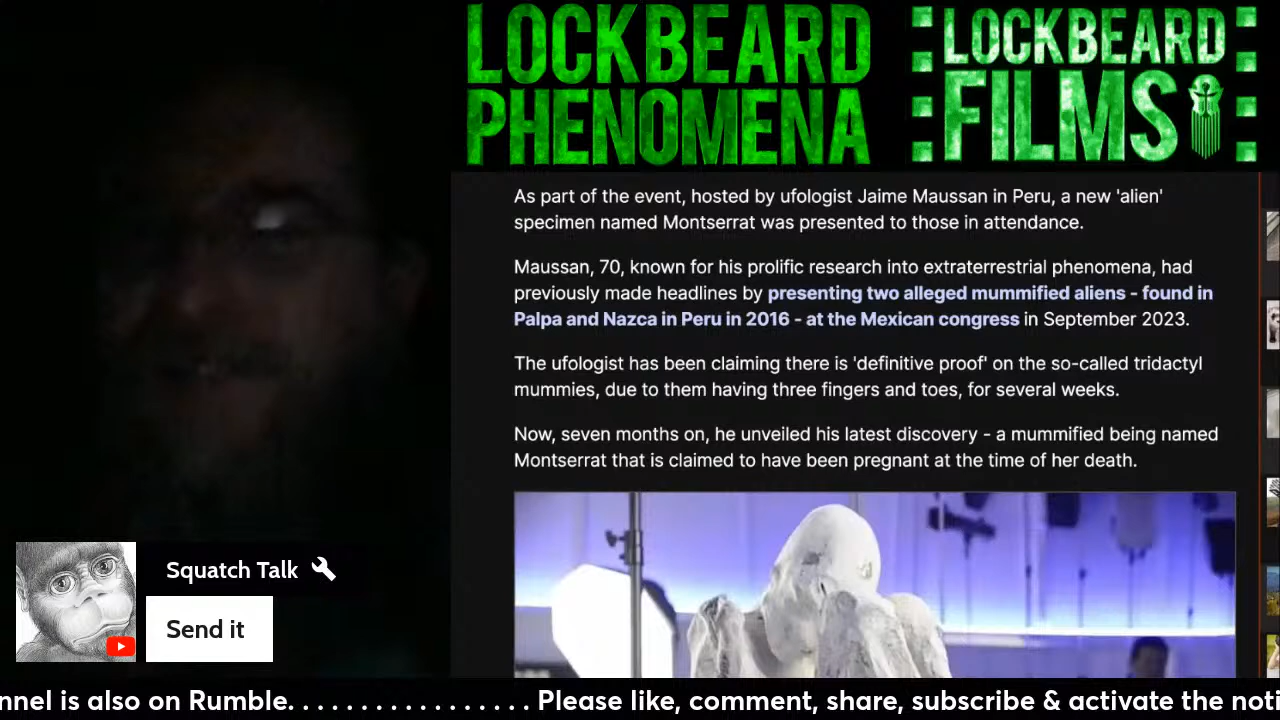 LOCKBEARD
PHENOMENA
LOCKBEARD
FILMS
As part of the event, hosted by ufologist Jaime Maussan in Peru, a new 'alien'
specimen named Montserrat was presented to those in attendance.
Maussan, 70, known for his prolific research into extraterrestrial phenomena, had
previously made headlines by presenting two alleged mummified aliens - found in
Palpa and Nazca in Peru in 2016 - at the Mexican congress in September 2023.
The ufologist has been claiming there is 'definitive proof' on the so-called tridactyl
mummies, due to them having three fingers and toes, for several weeks.
Now, seven months on, he unveiled his latest discovery - a mummified being named
Montserrat that is claimed to have been pregnant at the time of her death.
Squatch Talk
Send it
nnel is also on Rumble. . . . . . . . . . . . . . . . . Please like, comment, share, subscribe & activate the noti